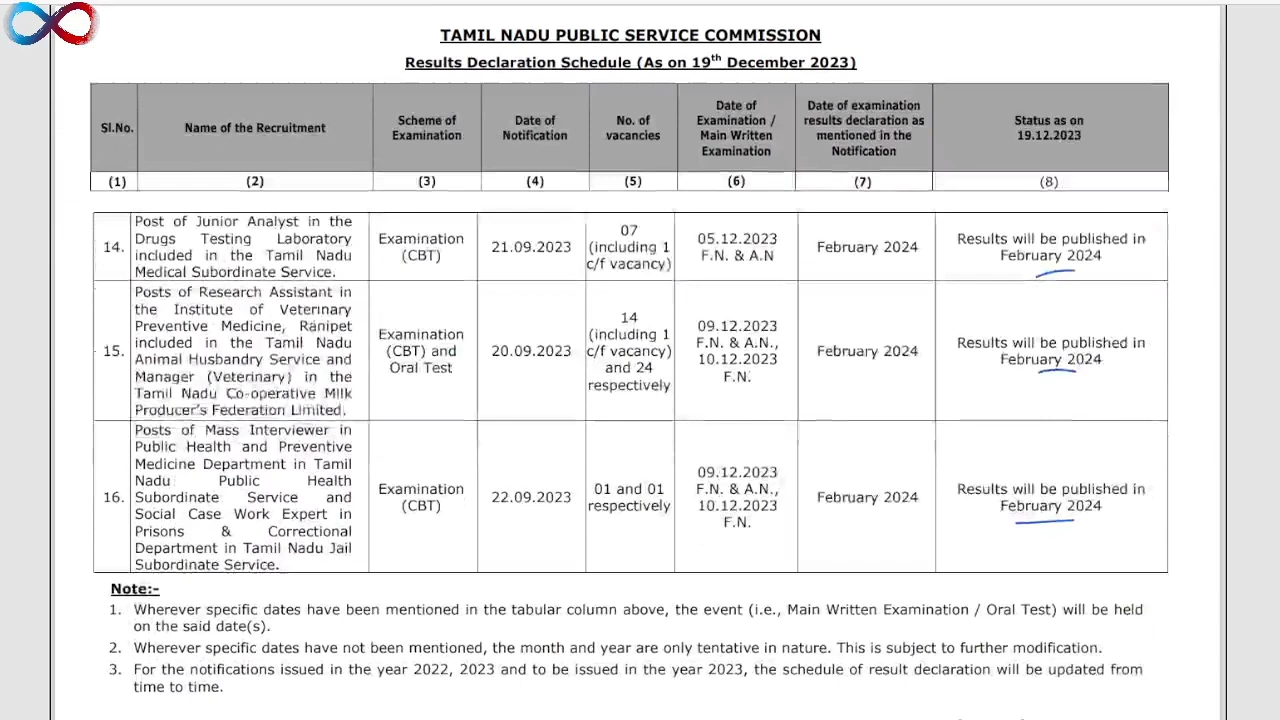 TAMIL NADU PUBLIC SERVICE COMMISSION
Results Declaration Schedule (As on 19th December 2023)
Sl.No.
Name of the Recruitment
Scheme of
Examination
Date of
Notification
No. of
vacancies
Date of
Examination /
Main Written
Examination
Date of examination
results declaration as
mentioned in the
Notification
Status as on
19.12.2023
(1)
(2)
(3)
(4)
(5)
(6)
(7)
(8)
14.
Post of Junior Analyst in the
Drugs Testing Laboratory
included in the Tamil Nadu
Medical Subordinate Service.
Examination
(CBT)
21.09.2023
07
(including 1
c/f vacancy)
05.12.2023
F.N. & A.N
February 2024
Results will be published in
February 2024
15.
Posts of Research Assistant in
the Institute of Veterinary
Preventive Medicine, Ranipet
included in the Tamil Nadu
Animal Husbandry Service and
Manager (Veterinary) in the
Tamil Nadu Co-operative Milk
Producer's Federation Limited.
Examination
(CBT) and
Oral Test
20.09.2023
14
(including 1
c/f vacancy)
and 24
respectively
09.12.2023
F.N. & A.N.,
10.12.2023
F.N.
February 2024
Results will be published in
February 2024
16.
Posts of Mass Interviewer in
Public Health and Preventive
Medicine Department in Tamil
Nadu Public Health
Subordinate Service and
Social Case Work Expert in
Prisons & Correctional
Department in Tamil Nadu Jail
Subordinate Service.
Examination
(CBT)
22.09.2023
01 and 01
respectively
09.12.2023
F.N. & A.N.,
10.12.2023
F.N.
February 2024
Results will be published in
February 2024
Note:-
1. Wherever specific dates have been mentioned in the tabular column above, the event (i.e., Main Written Examination / Oral Test) will be held
on the said date(s).
2. Wherever specific dates have not been mentioned, the month and year are only tentative in nature. This is subject to further modification.
3. For the notifications issued in the year 2022, 2023 and to be issued in the year 2023, the schedule of result declaration will be updated from
time to time.